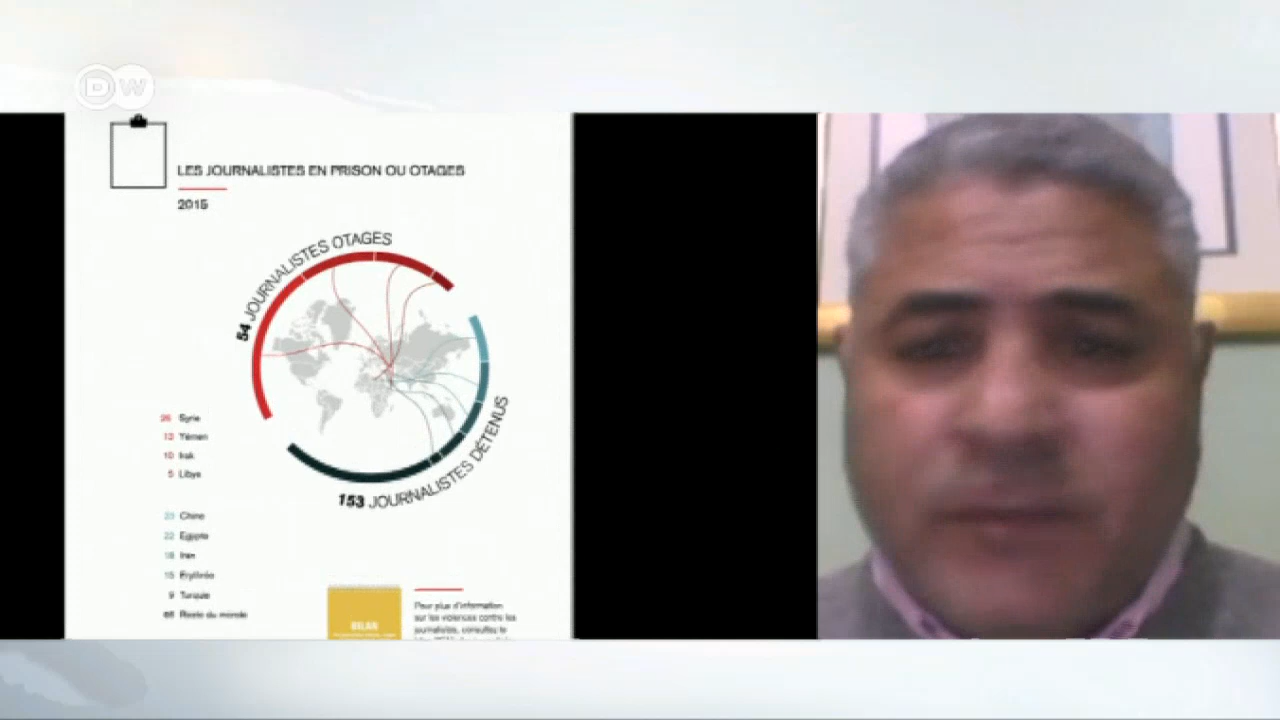 DW
LES JOURNALISTES EN PRISON OU OTAGES
2015
54 JOURNALISTES OTAGES
153 JOURNALISTES DÉTENUS
26 Syrie
13 Yémen
10 Irak
5 Libye
23 Chine
22 Egypte
18 Iran
15 Erythrée
9 Turquie
Reste du monde
BILAN
Pour plus d'information
sur les violences contre les
journalistes, consultez le